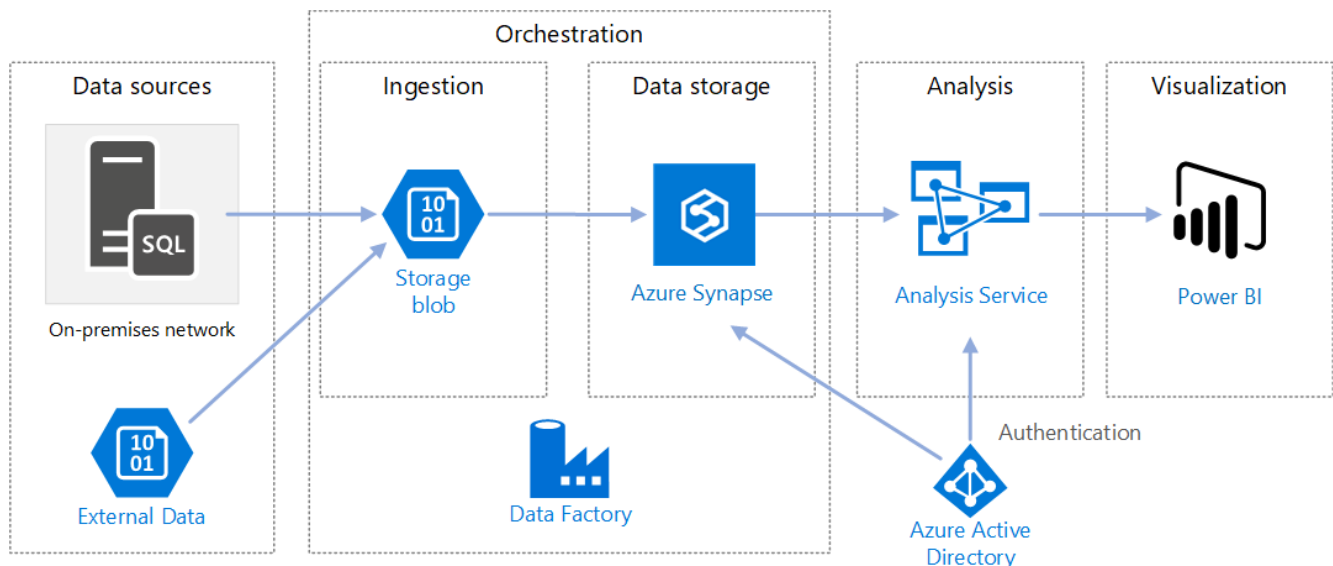 Orchestration
Data sources
Ingestion
Data storage
Analysis
Visualization
SQL
10
01
Storage
blob
Azure Synapse
Analysis Service
Power BI
On-premises network
10
01
External Data
Data Factory
Authentication
Azure Active
Directory